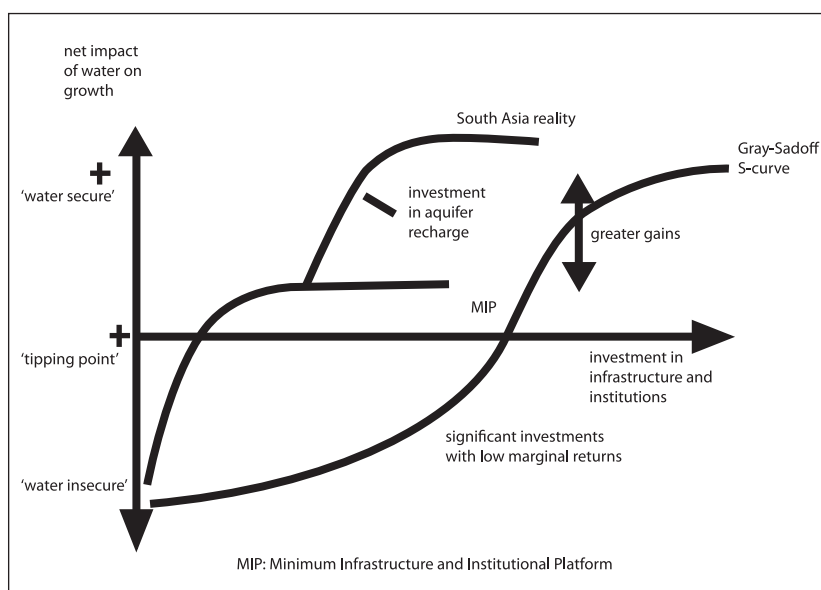 net impact
of water on
growth
South Asia reality
Gray-Sadoff
S-curve
+
'water secure'
investment
in aquifer
recharge
greater gains
MIP
+
'tipping point'
investment in
infrastructure and
institutions
significant investments
with low marginal returns
'water insecure'
MIP: Minimum Infrastructure and Institutional Platform